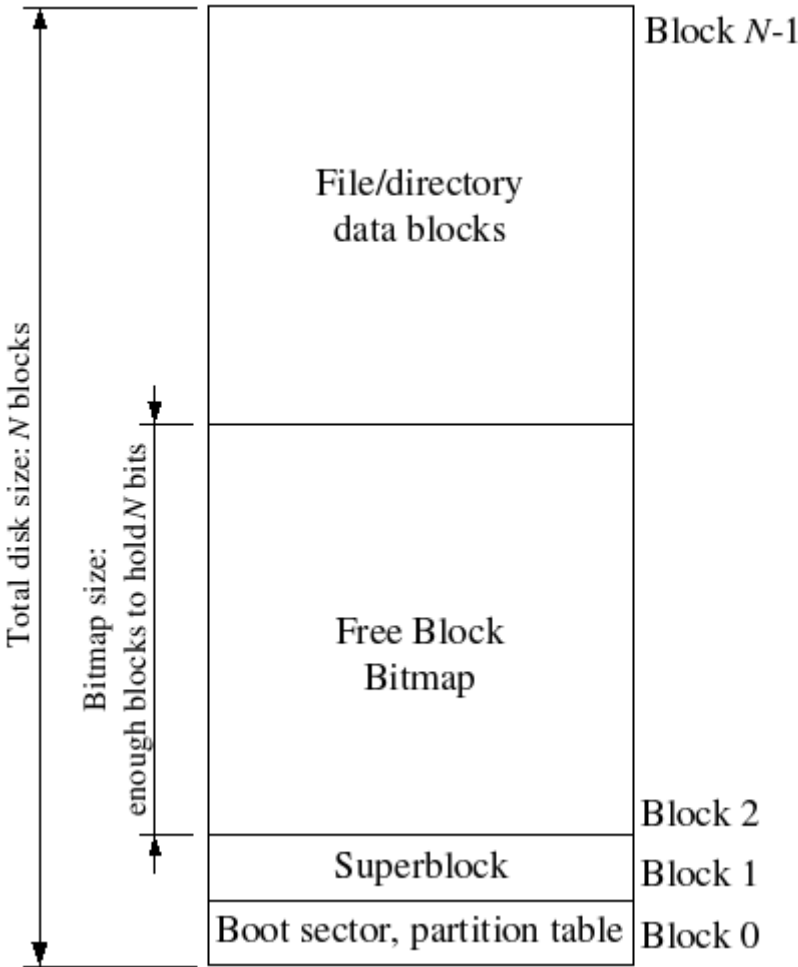 Block N-1
File/directory
data blocks
Total disk size: N blocks
Bitmap size:
enough blocks to hold N bits
Free Block
Bitmap
Block 2
Superblock
Block 1
Boot sector, partition table
Block 0